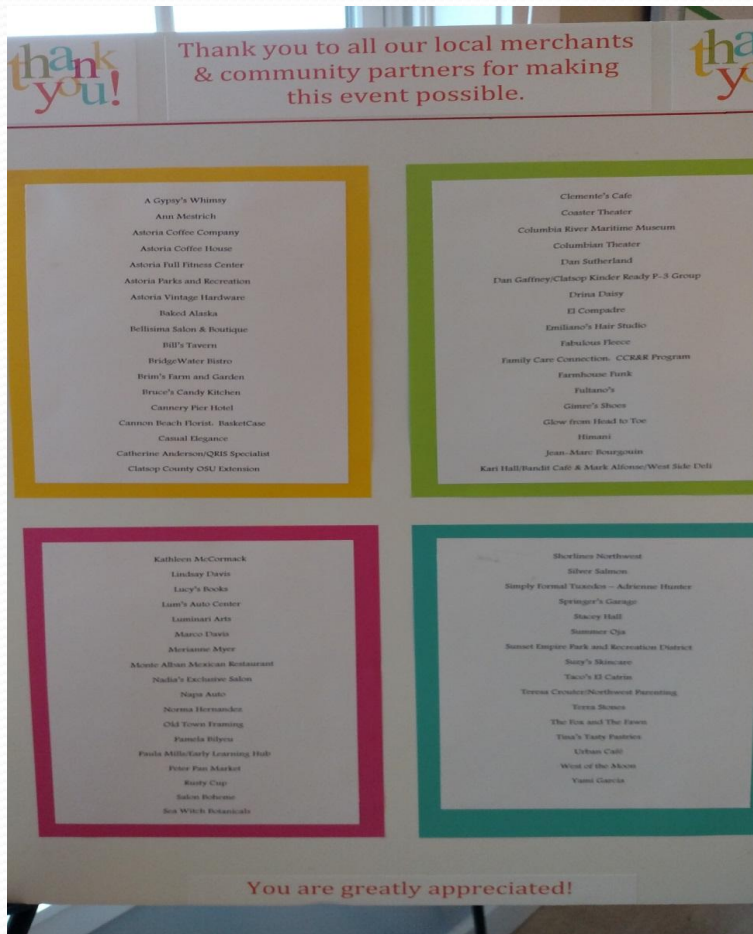 thank
you!
Thank you to all our local merchants
& community partners for making
this event possible.
tha
yo
A Gypsy's Whimsy
Ann Mestrich
Astoria Coffee Company
Astoria Coffee House
Astoria Full Fitness Center
Astoria Parks and Recreation
Astoria Vintage Hardware
Baked Alaska
Bellisima Salon & Boutique
Bill's Tavern
BridgeWater Bistro
Brim's Farm and Garden
Bruce's Candy Kitchen
Cannery Pier Hotel
Cannon Beach Florist: BasketCase
Casual Elegance
Catherine Anderson/QRIS Specialist
Clatsop County OSU Extension
Clemente's Cafe
Coaster Theater
Columbia River Maritime Museum
Columbian Theater
Dan Sutherland
Dan Gaffney/Clatsop Kinder Ready P-3 Group
Drina Daisy
El Compadre
Emiliano's Hair Studio
Fabulous Fleece
Family Care Connection: CCR&R Program
Farmhouse Funk
Fultano's
Gimre's Shoes
Glow from Head to Toe
Himani
Jean-Marc Bourgouin
Kari Hall/Bandit Café & Mark Alfonse/West Side Deli
Kathleen McCormack
Lindsay Davis
Lucy's Books
Lum's Auto Center
Luminari Arts
Marco Davis
Merianne Myer
Monte Alban Mexican Restaurant
Nadia's Exclusive Salon
Napa Auto
Norma Hernandez
Old Town Framing
Pamela Bilyeu
Paula Mills/Early Learning Hub
Peter Pan Market
Rusty Cup
Salon Boheme
Sea Witch Botanicals
Shorlines Northwest
Silver Salmon
Simply Formal Tuxedos – Adrienne Hunter
Springer's Garage
Stacey Hall
Summer Oja
Sunset Empire Park and Recreation District
Suzy's Skincare
Taco's El Catrin
Teresa Crouter/Northwest Parenting
Terra Stones
The Fox and The Fawn
Tina's Tasty Pastries
Urban Café
West of the Moon
Yumi Garcia
You are greatly appreciated!